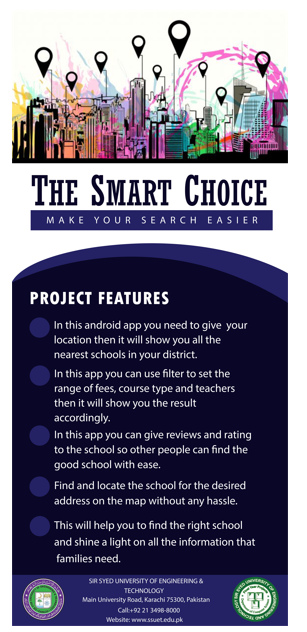 THE SMART CHOICE
MAKE YOUR SEARCH EASIER
PROJECT FEATURES
In this android app you need to give your
location then it will show you all the
nearest schools in your district.
In this app you can use filter to set the
range of fees, course type and teachers
then it will show you the result
accordingly.
In this app you can give reviews and rating
to the school so other people can find the
good school with ease.
Find and locate the school for the desired
address on the map without any hassle.
This will help you to find the right school
and shine a light on all the information that
families need.
SIR SYED UNIVERSITY OF ENGINEERING &
TECHNOLOGY
Main University Road, Karachi 75300, Pakistan
Call:+92 21 3498-8000
Website: www.ssuet.edu.pk